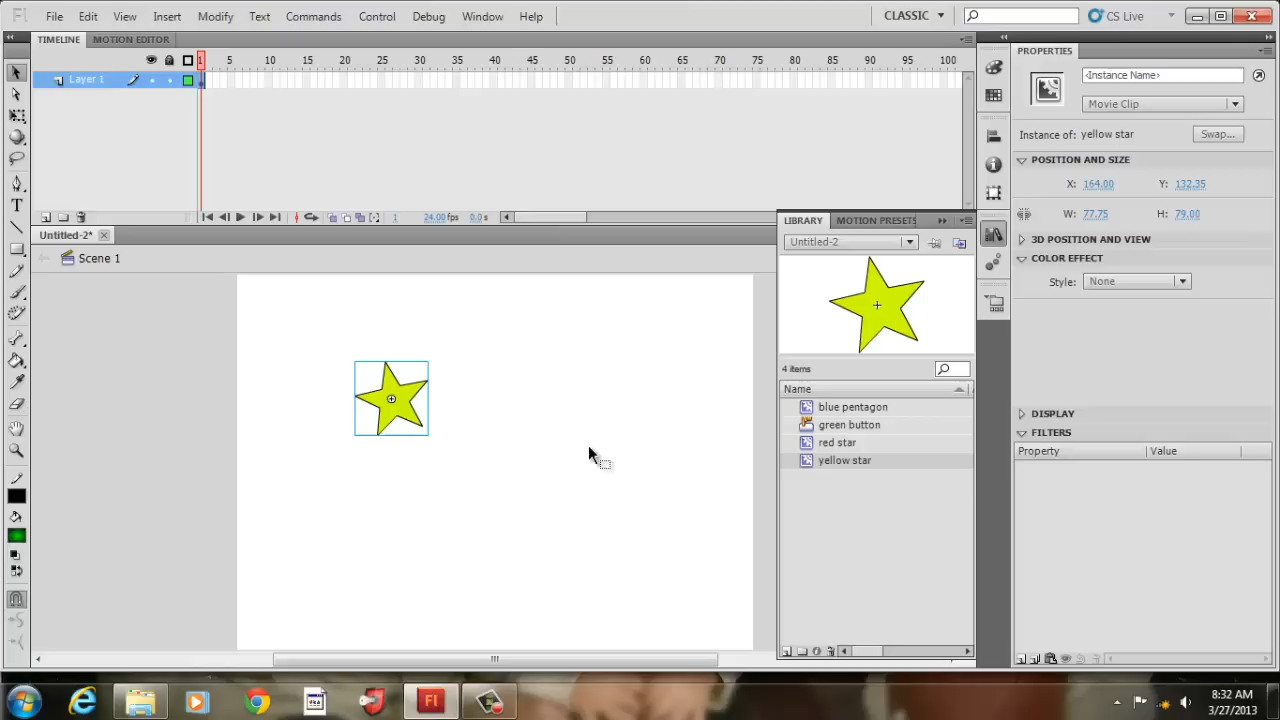 Fl File Edit View Insert Modify Text Commands Control Debug Window Help CLASSIC CS Live
TIMELINE MOTION EDITOR
1 5 10 15 20 25 30 35 40 45 50 55 60 65 70 75 80 85 90 95 100
Layer 1
1 24.00fps 0.0s
Untitled-2*
Scene 1
LIBRARY MOTION PRESETS
Untitled-2
4 items
Name
blue pentagon
green button
red star
yellow star
PROPERTIES
<Instance Name>
Movie Clip
Instance of: yellow star Swap...
POSITION AND SIZE
X: 164.00 Y: 132.35
W: 77.75 H: 79.00
3D POSITION AND VIEW
COLOR EFFECT
Style: None
DISPLAY
FILTERS
Property Value
Fl
8:32 AM
3/27/2013